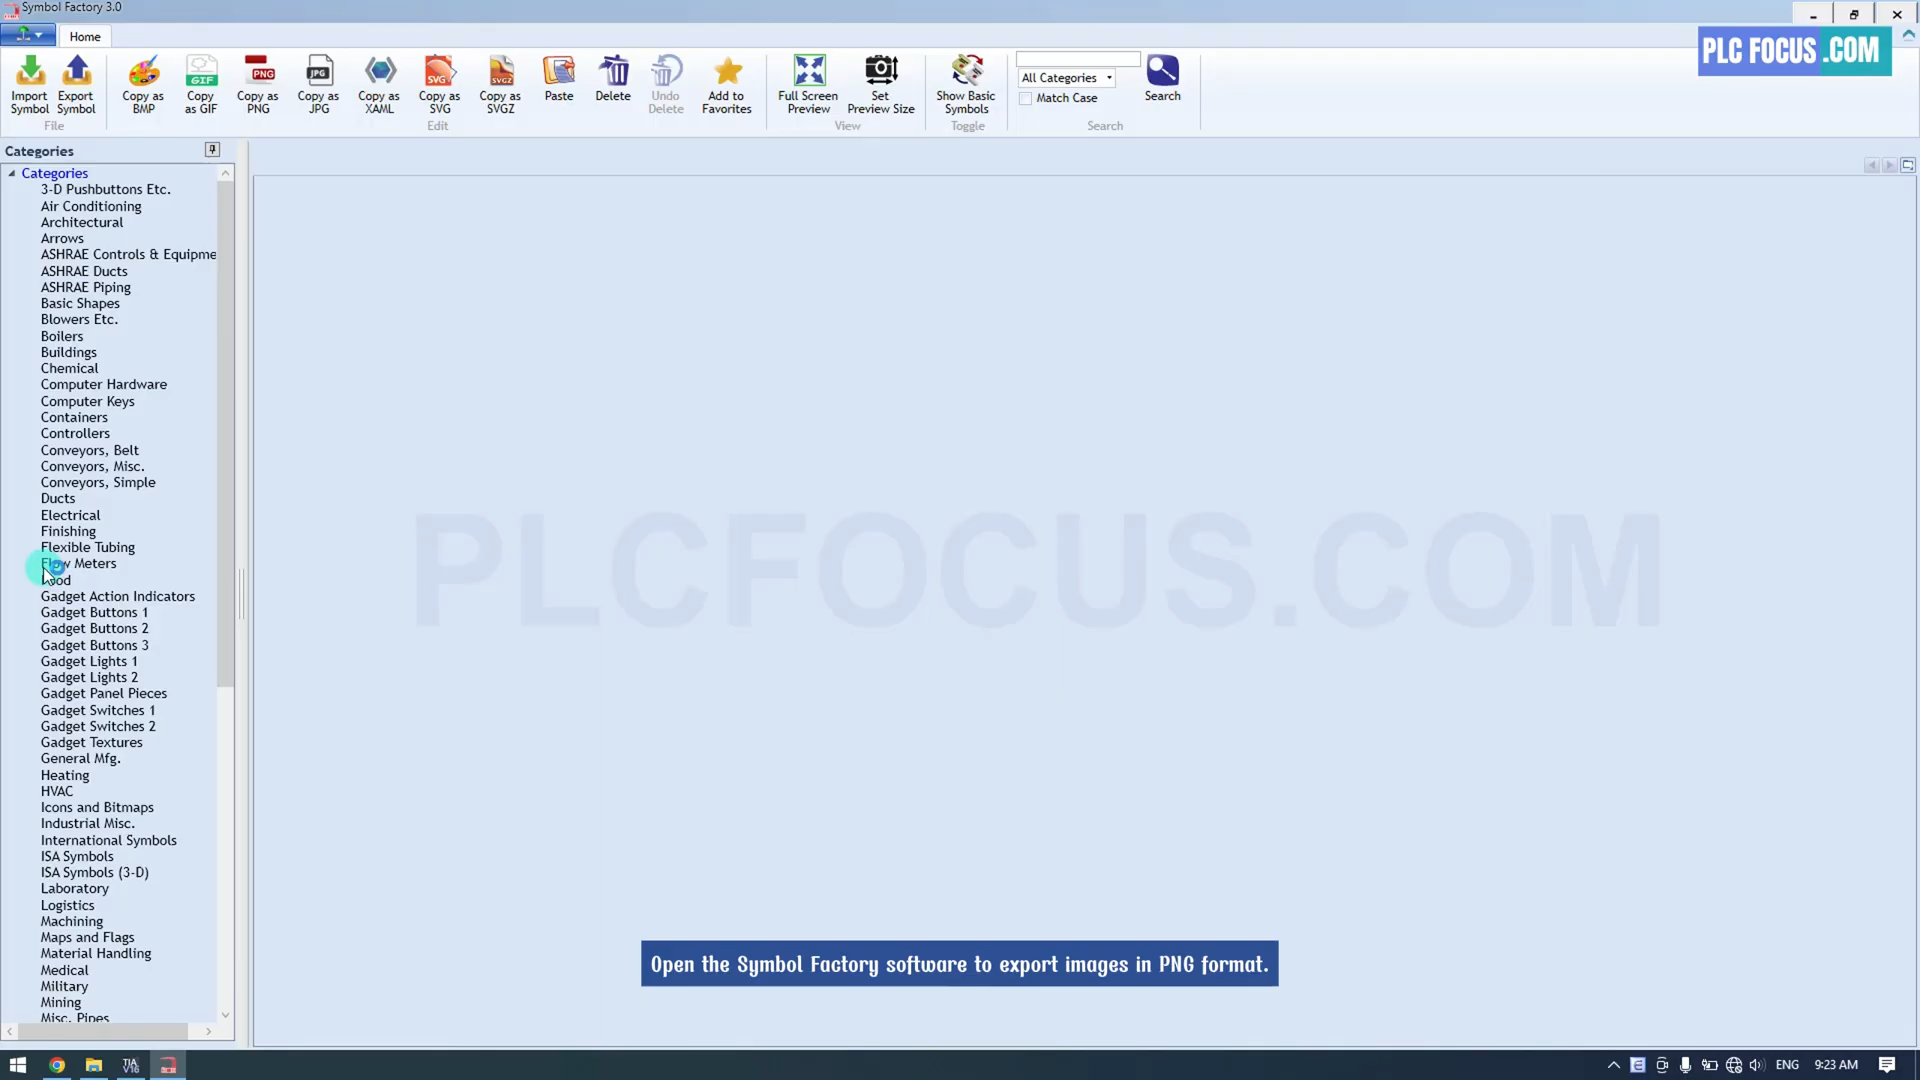 Symbol Factory 3.0
Home
PLC FOCUS .COM
Import Symbol
Export Symbol
File
Copy as BMP
Copy as GIF
Copy as PNG
Copy as JPG
Copy as XAML
Copy as SVG
Copy as SVGZ
Paste
Delete
Undo Delete
Add to Favorites
Edit
Full Screen Preview
Set Preview Size
View
Show Basic Symbols
Toggle
All Categories
Match Case
Search
Search
GIF
PNG
JPG
SVG
SVGZ
Categories
Categories
3-D Pushbuttons Etc.
Air Conditioning
Architectural
Arrows
ASHRAE Controls & Equipme
ASHRAE Ducts
ASHRAE Piping
Basic Shapes
Blowers Etc.
Boilers
Buildings
Chemical
Computer Hardware
Computer Keys
Containers
Controllers
Conveyors, Belt
Conveyors, Misc.
Conveyors, Simple
Ducts
Electrical
Finishing
Flexible Tubing
Flow Meters
Food
Gadget Action Indicators
Gadget Buttons 1
Gadget Buttons 2
Gadget Buttons 3
Gadget Lights 1
Gadget Lights 2
Gadget Panel Pieces
Gadget Switches 1
Gadget Switches 2
Gadget Textures
General Mfg.
Heating
HVAC
Icons and Bitmaps
Industrial Misc.
International Symbols
ISA Symbols
ISA Symbols (3-D)
Laboratory
Logistics
Machining
Maps and Flags
Material Handling
Medical
Military
Mining
Misc. Pipes
PLCFOCUS.COM
Open the Symbol Factory software to export images in PNG format.
TIA V16
ENG
9:23 AM